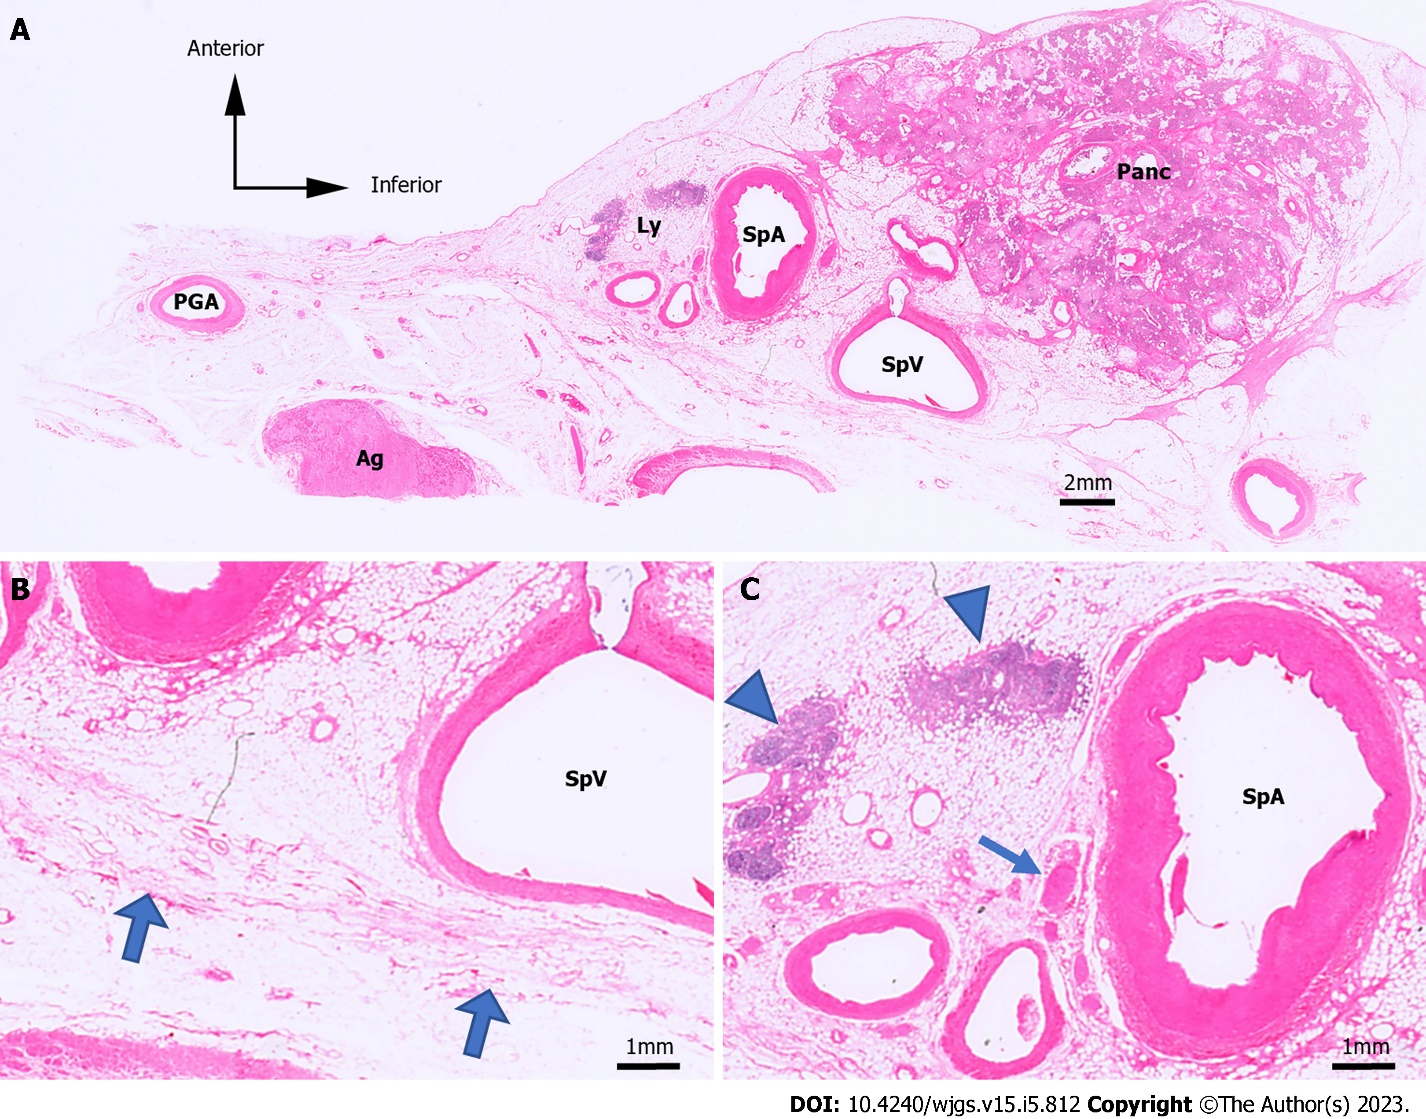 A
Anterior
Inferior
Panc
Ly
SpA
PGA
SpV
Ag
2mm
B
SpV
1mm
C
SpA
1mm
DOI: 10.4240/wjgs.v15.i5.812 Copyright ©The Author(s) 2023.